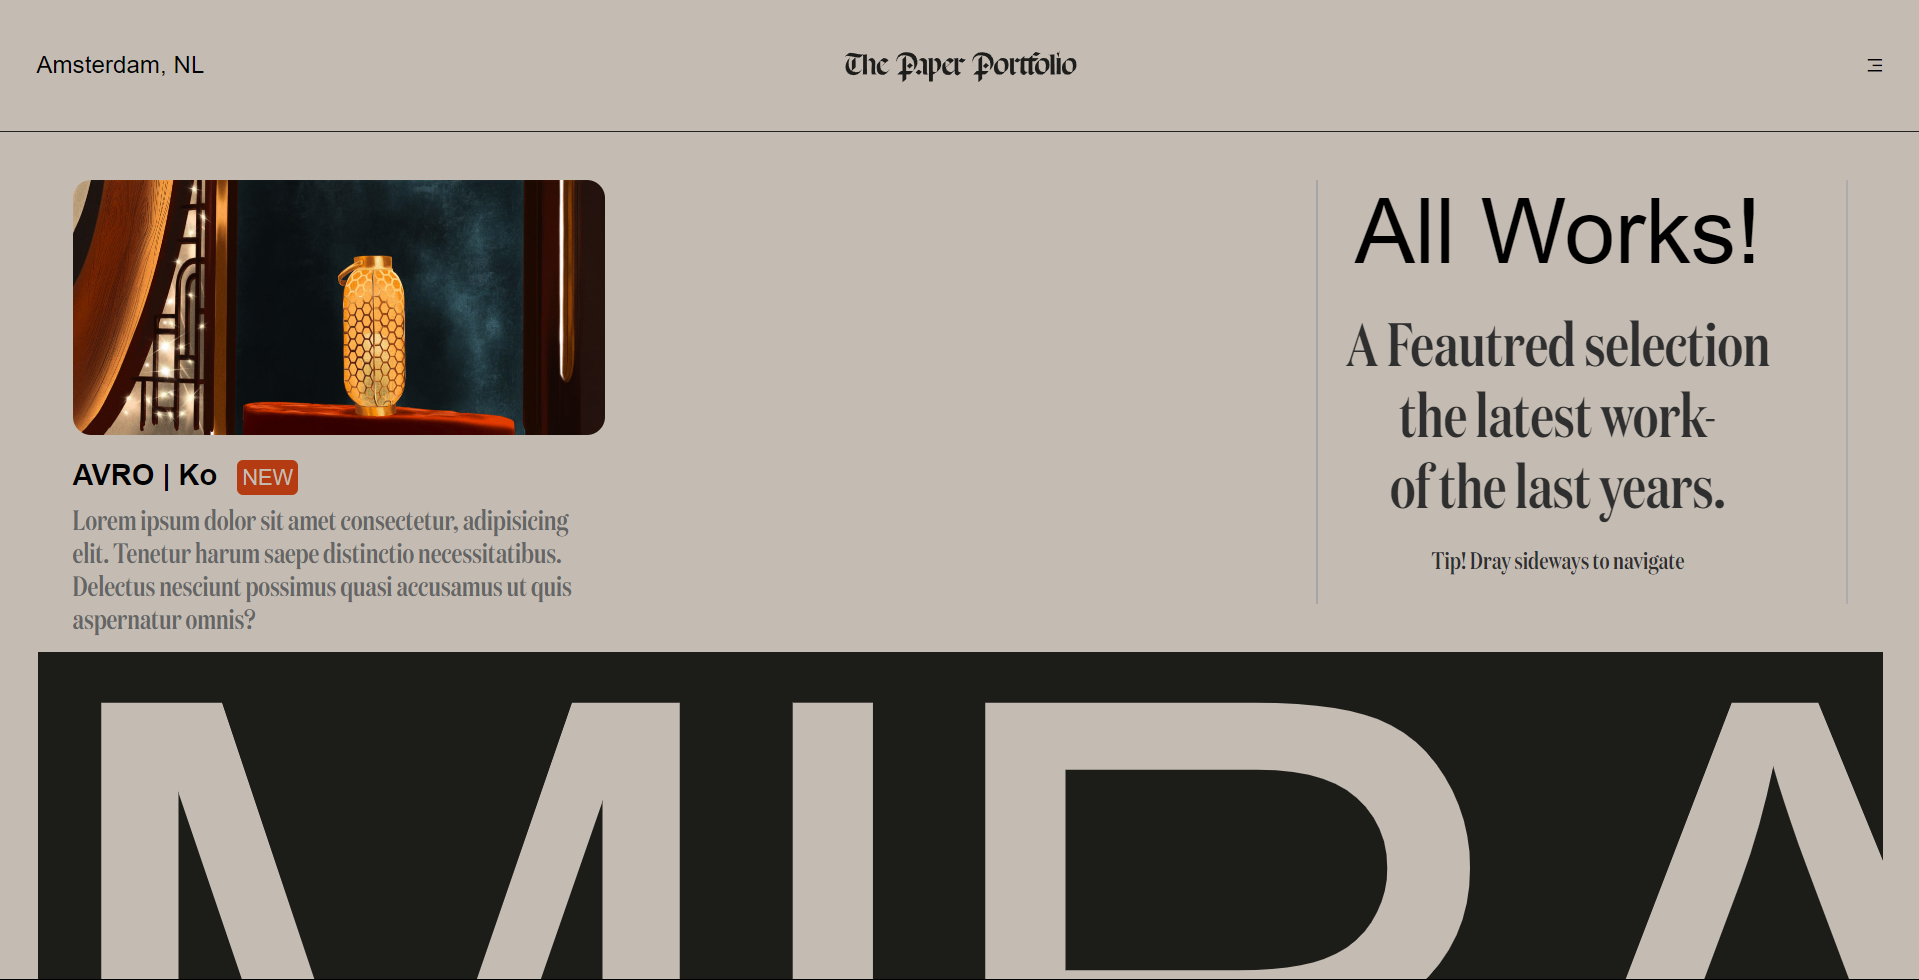 Amsterdam, NL
The Paper Portfolio
AVRO | Ko NEW
Lorem ipsum dolor sit amet consectetur, adipisicing
elit. Tenetur harum saepe distinctio necessitatibus.
Delectus nesciunt possimus quasi accusamus ut quis
aspernatur omnis?
All Works!
A Feautred selection
the latest work-
of the last years.
Tip! Dray sideways to navigate